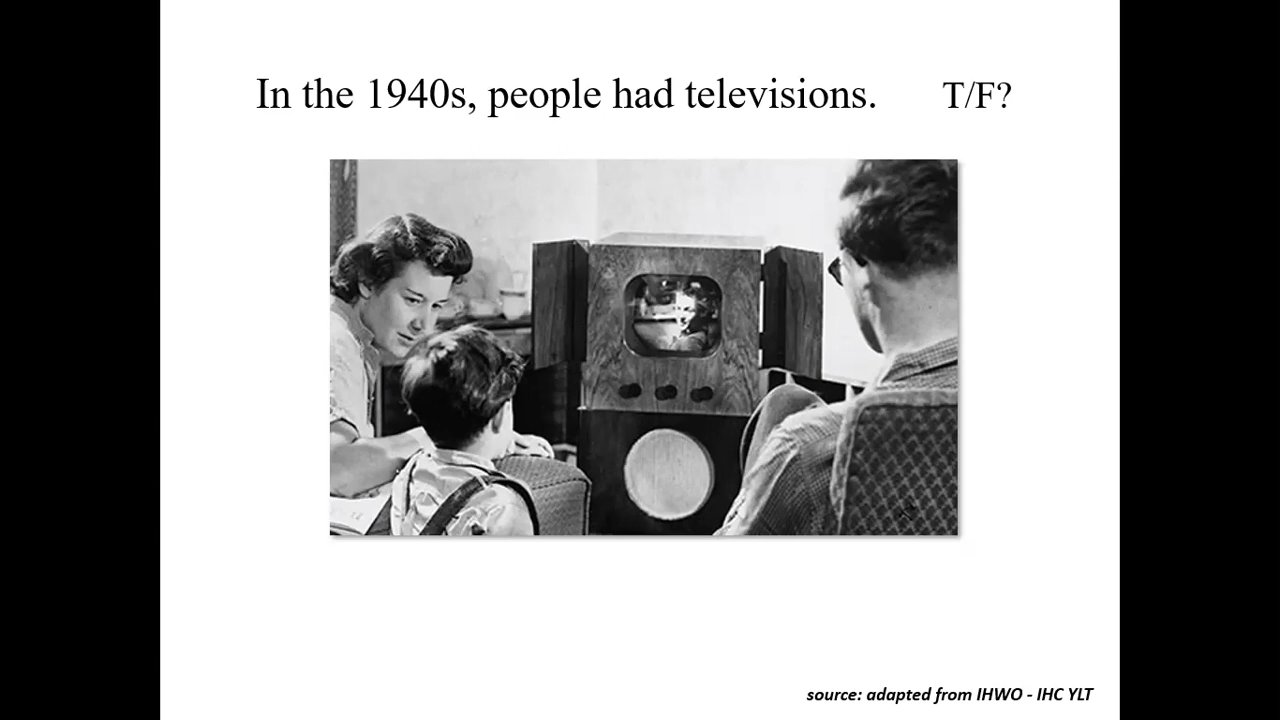 In the 1940s, people had televisions. T/F?
source: adapted from IHWO - IHC YLT